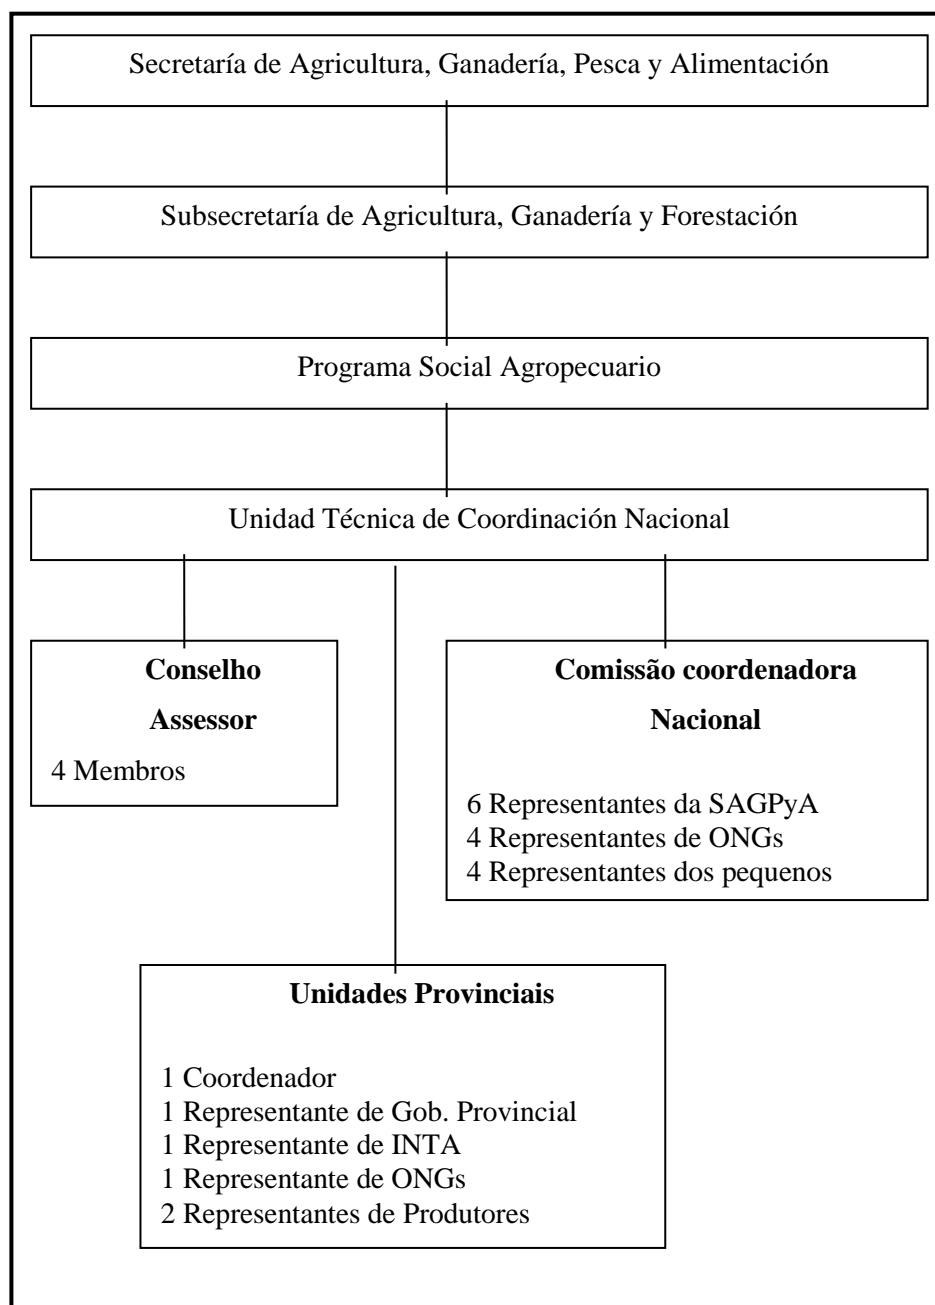 Secretaría de Agricultura, Ganadería, Pesca y Alimentación
Subsecretaría de Agricultura, Ganadería y Forestación
Programa Social Agropecuario
Unidad Técnica de Coordinación Nacional
Conselho
Assessor
4 Membros
Comissão coordenadora
Nacional
6 Representantes da SAGPyA
4 Representantes de ONGs
4 Representantes dos pequenos
Unidades Provinciais
1 Coordenador
1 Representante de Gob. Provincial
1 Representante de INTA
1 Representante de ONGs
2 Representantes de Produtores